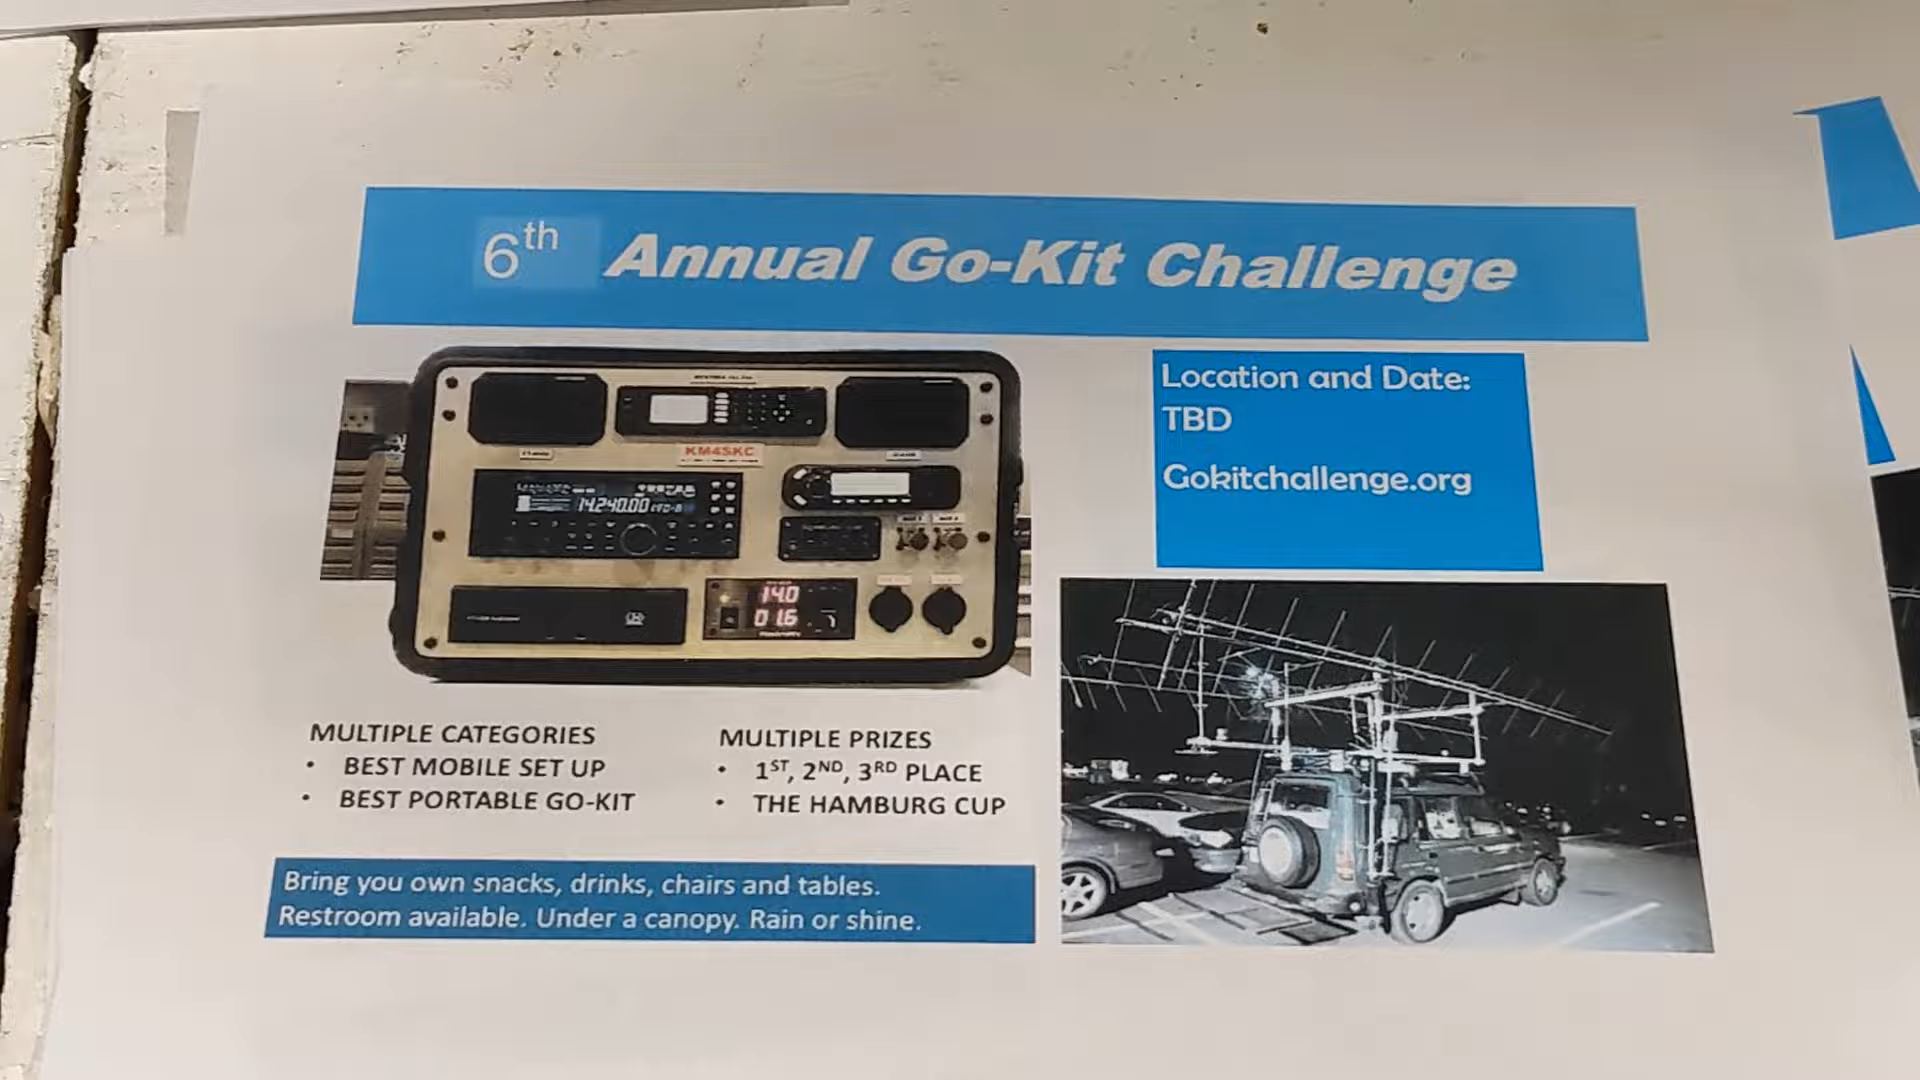 6th Annual Go-Kit Challenge
Location and Date:
TBD
Gokitchallenge.org
KM4SKC
14.240.00
14.0
01.6
MULTIPLE CATEGORIES
• BEST MOBILE SET UP
• BEST PORTABLE GO-KIT
MULTIPLE PRIZES
• 1ST, 2ND, 3RD PLACE
• THE HAMBURG CUP
Bring you own snacks, drinks, chairs and tables.
Restroom available. Under a canopy. Rain or shine.